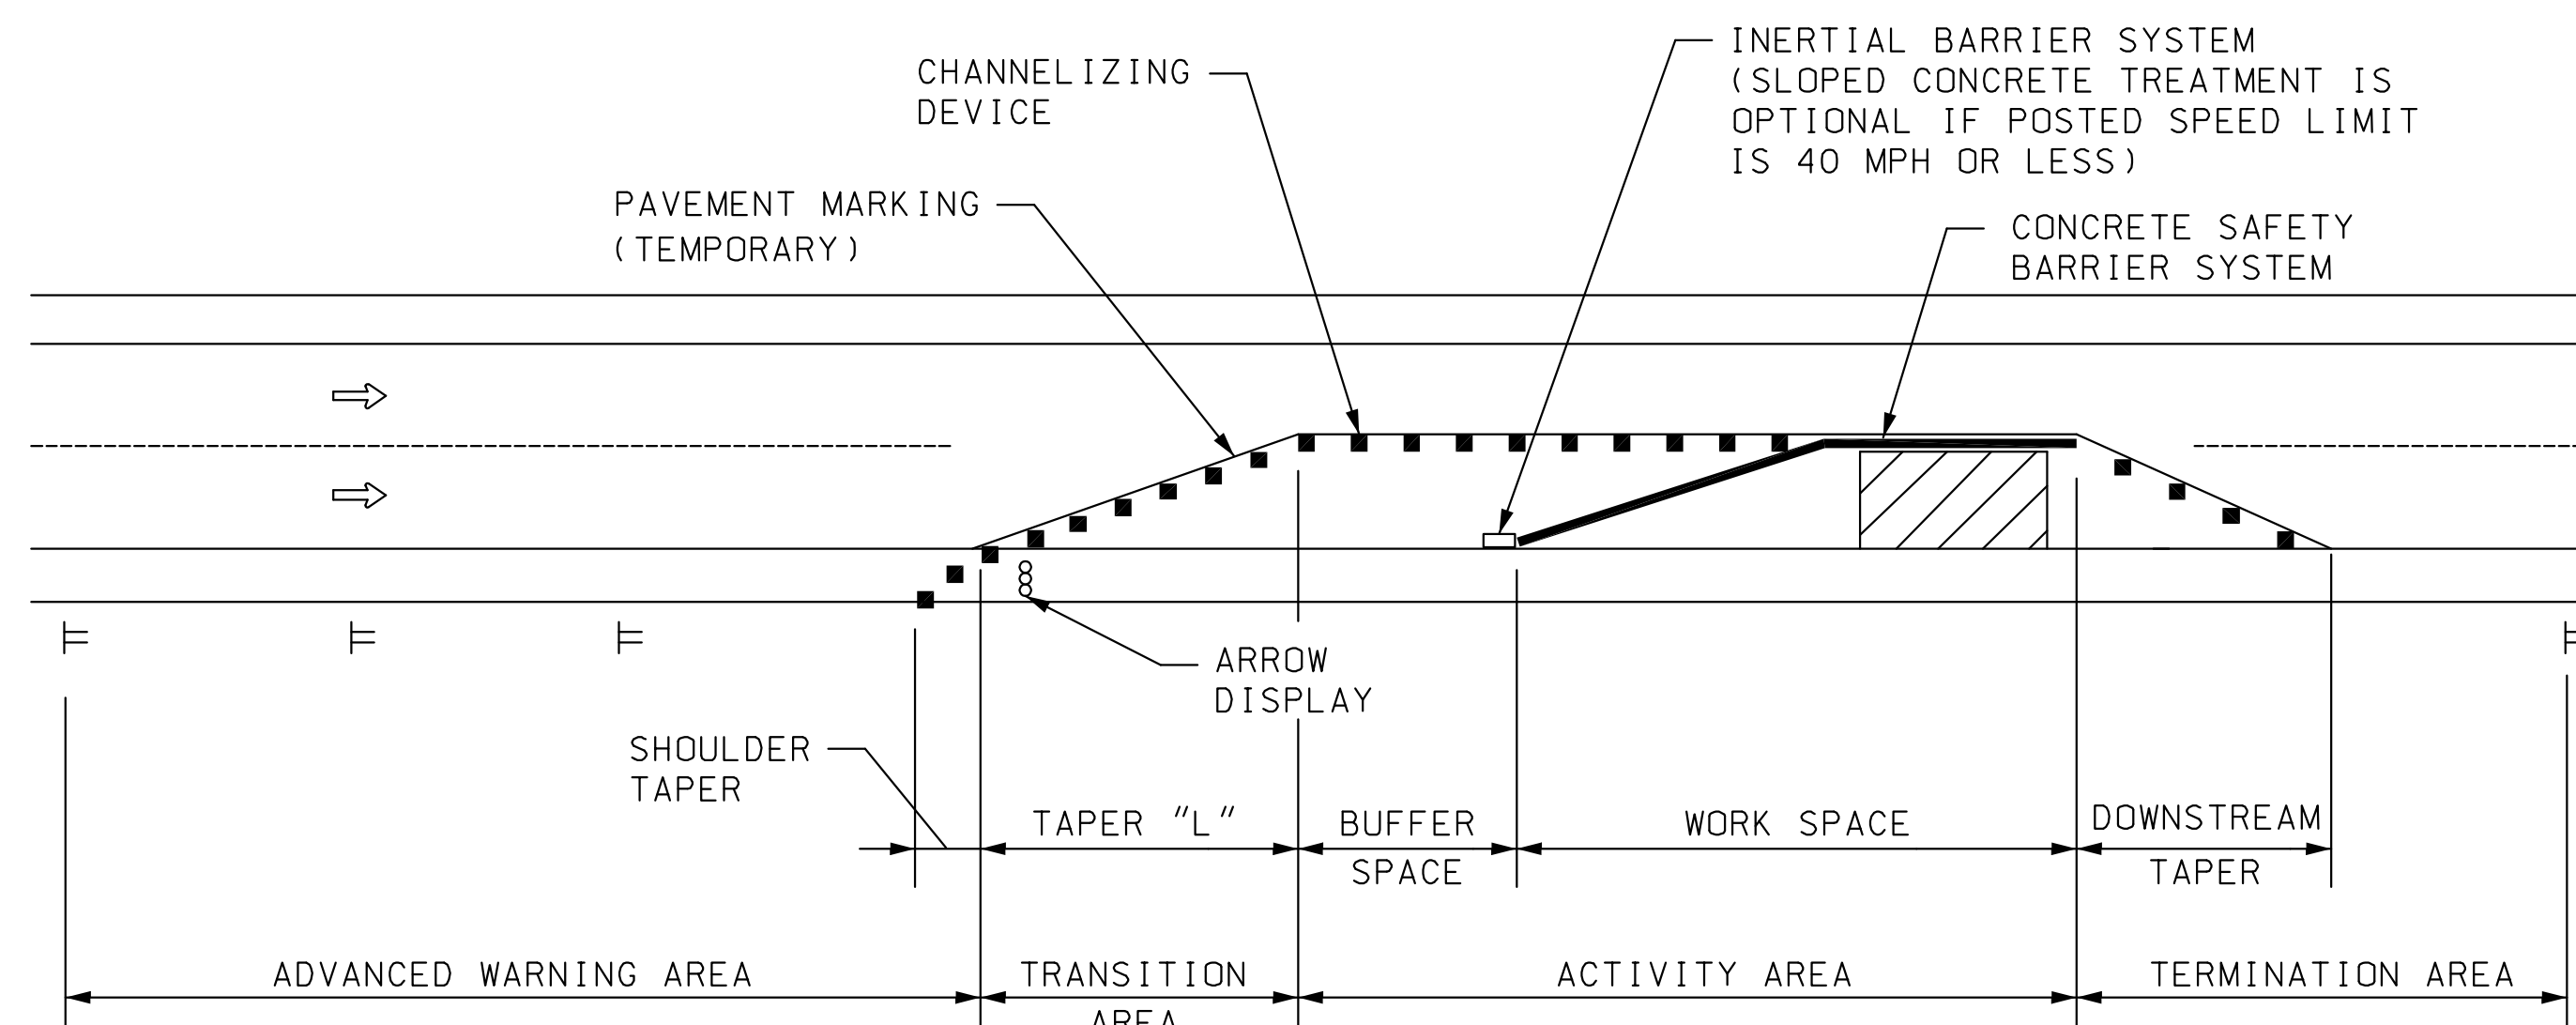 INERTIAL BARRIER SYSTEM
(SLOPED CONCRETE TREATMENT IS
OPTIONAL IF POSTED SPEED LIMIT
IS 40 MPH OR LESS)
CHANNELIZING
DEVICE
PAVEMENT MARKING
(TEMPORARY)
CONCRETE SAFETY
BARRIER SYSTEM
ARROW
DISPLAY
SHOULDER
TAPER
TAPER "L"
BUFFER
SPACE
WORK SPACE
DOWNSTREAM
TAPER
ADVANCED WARNING AREA
TRANSITION
AREA
ACTIVITY AREA
TERMINATION AREA